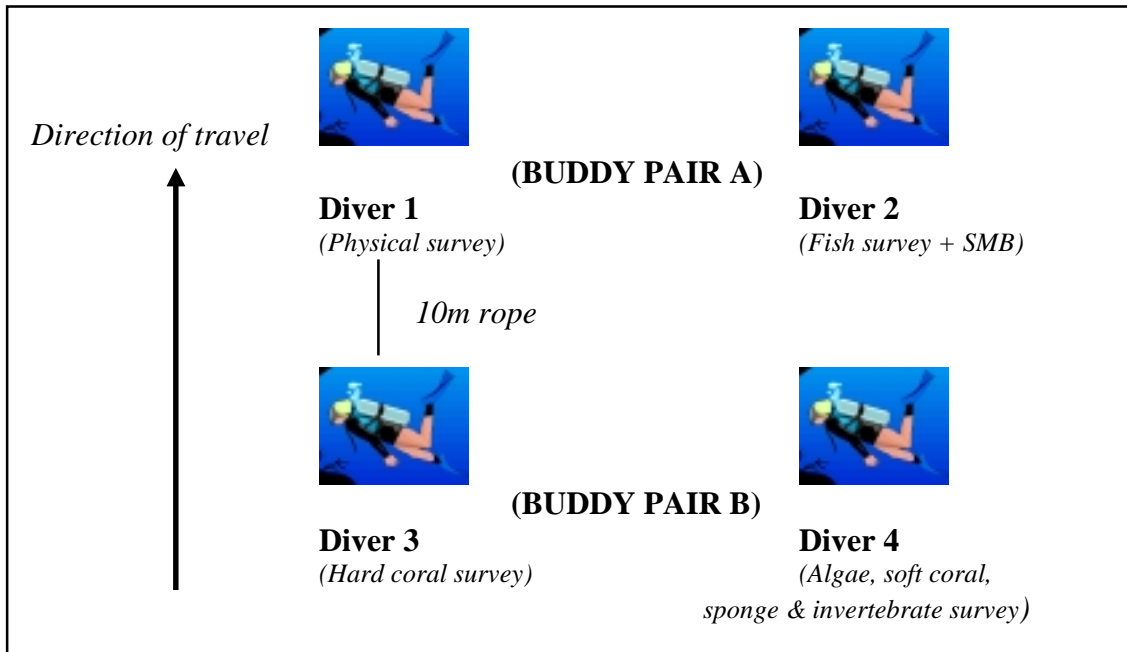 Direction of travel
(BUDDY PAIR A)
Diver 1
(Physical survey)
Diver 2
(Fish survey + SMB)
10m rope
(BUDDY PAIR B)
Diver 3
(Hard coral survey)
Diver 4
(Algae, soft coral,
sponge & invertebrate survey)